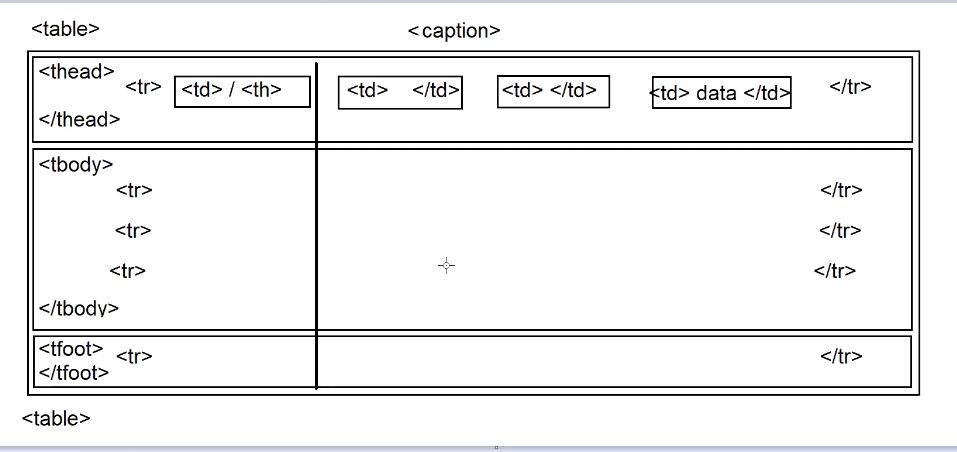 <table> <caption>
<thead>
<tr> <td> / <th> <td> </td> <td> </td> <td> data </td> </tr>
</thead>
<tbody>
<tr> </tr>
<tr> </tr>
<tr> </tr>
</tbody>
<tfoot>
<tr> </tr>
</tfoot>
<table>